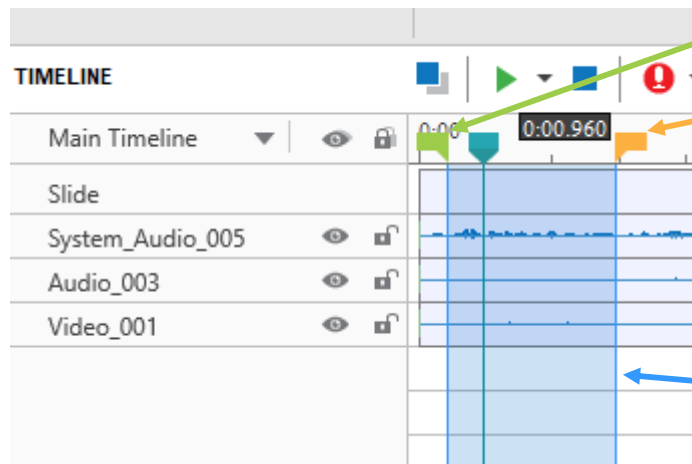 TIMELINE
Main Timeline
0:00
0:00.960
Slide
System_Audio_005
Audio_003
Video_001